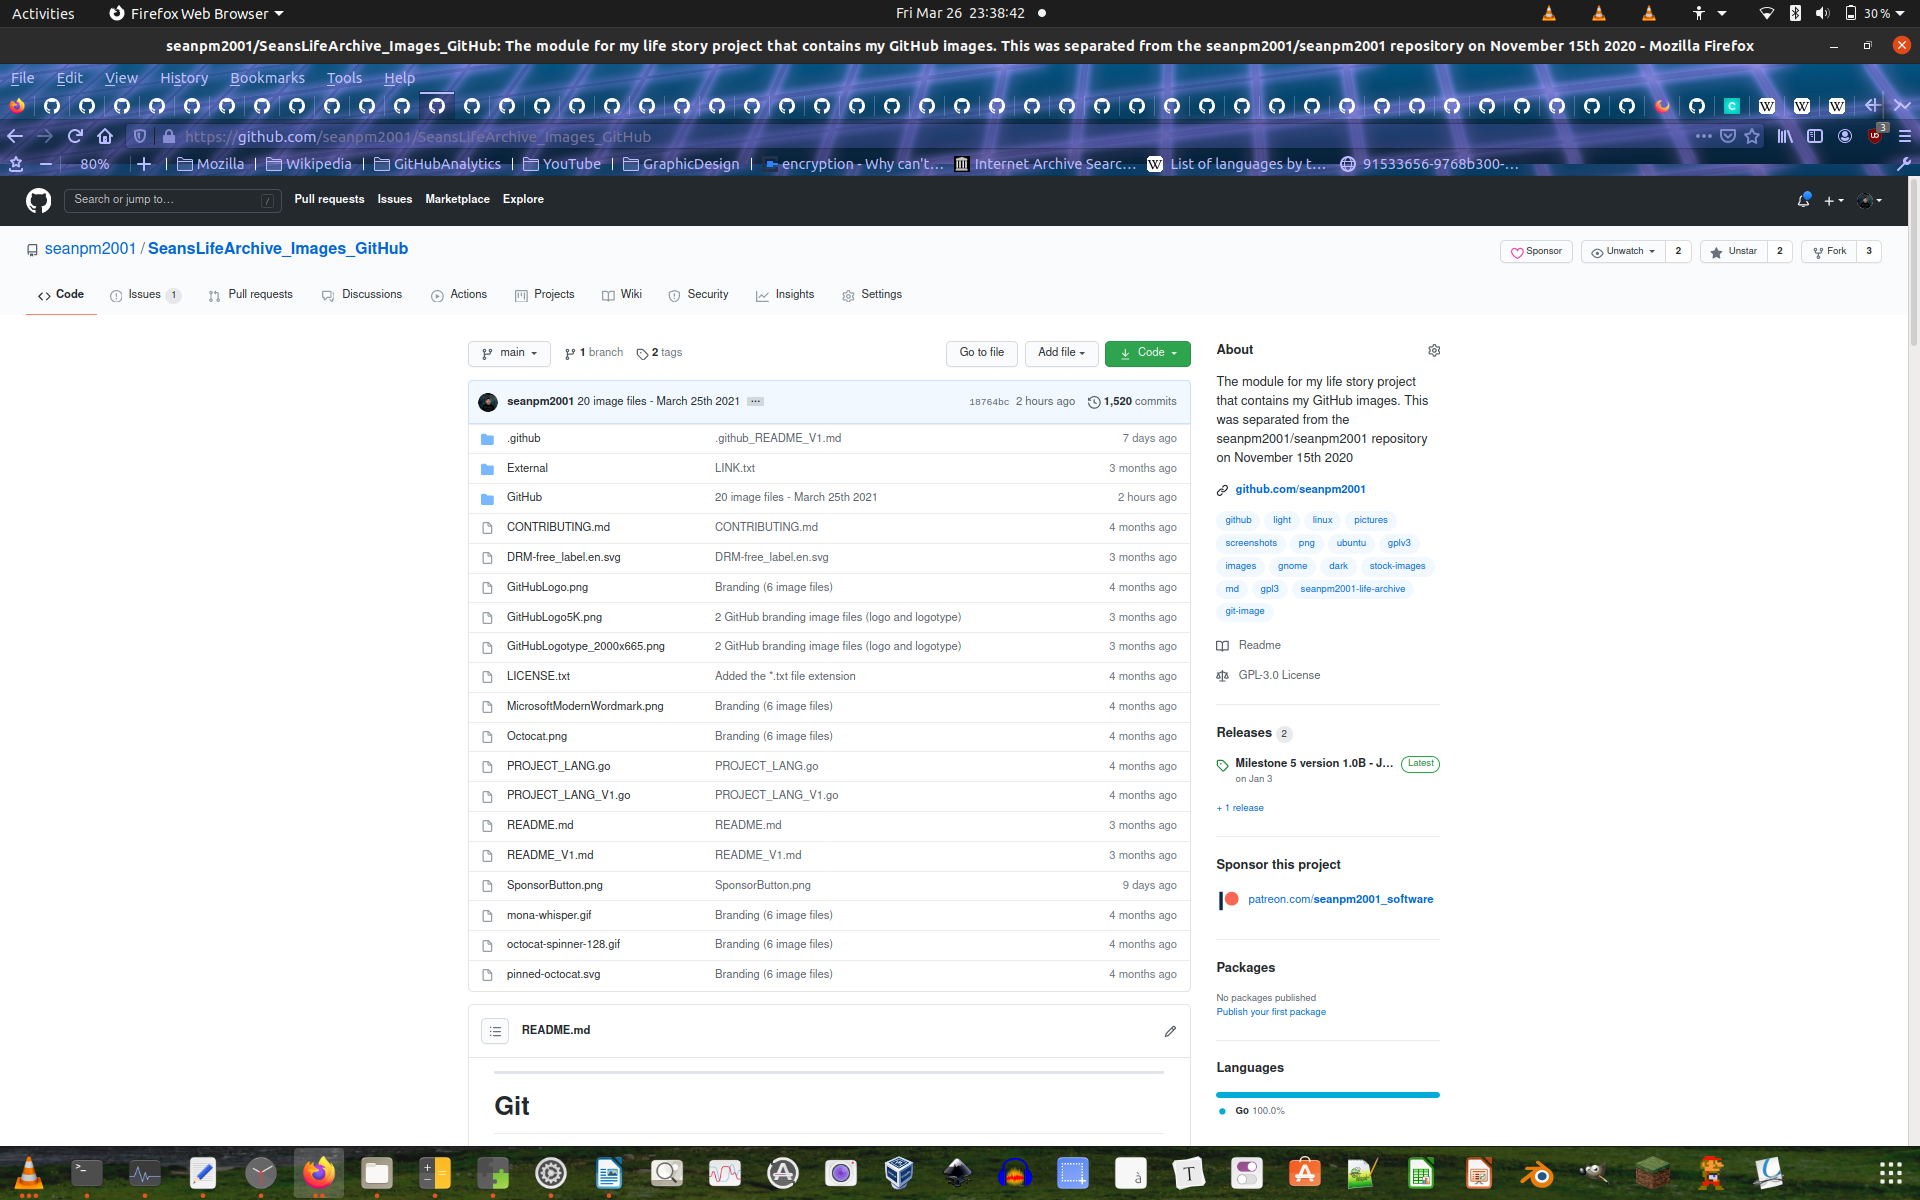 Activities
Firefox Web Browser
Fri Mar 26 23:38:42
30 %
seanpm2001/SeansLifeArchive_Images_GitHub: The module for my life story project that contains my GitHub images. This was separated from the seanpm2001/seanpm2001 repository on November 15th 2020 - Mozilla Firefox
File Edit View History Bookmarks Tools Help
https://github.com/seanpm2001/SeansLifeArchive_Images_GitHub
3
80% Mozilla Wikipedia GitHubAnalytics YouTube GraphicDesign encryption - Why can't… Internet Archive Searc… List of languages by t… 91533656-9768b300-…
Search or jump to… /
Pull requests Issues Marketplace Explore
seanpm2001 / SeansLifeArchive_Images_GitHub
Sponsor Unwatch 2 Unstar 2 Fork 3
Code Issues 1 Pull requests Discussions Actions Projects Wiki Security Insights Settings
main 1 branch 2 tags
Go to file Add file Code
seanpm2001 20 image files - March 25th 2021 … 18764bc 2 hours ago 1,520 commits
.github .github_README_V1.md 7 days ago
External LINK.txt 3 months ago
GitHub 20 image files - March 25th 2021 2 hours ago
CONTRIBUTING.md CONTRIBUTING.md 4 months ago
DRM-free_label.en.svg DRM-free_label.en.svg 3 months ago
GitHubLogo.png Branding (6 image files) 4 months ago
GitHubLogo5K.png 2 GitHub branding image files (logo and logotype) 3 months ago
GitHubLogotype_2000x665.png 2 GitHub branding image files (logo and logotype) 3 months ago
LICENSE.txt Added the *.txt file extension 4 months ago
MicrosoftModernWordmark.png Branding (6 image files) 4 months ago
Octocat.png Branding (6 image files) 4 months ago
PROJECT_LANG.go PROJECT_LANG.go 4 months ago
PROJECT_LANG_V1.go PROJECT_LANG_V1.go 4 months ago
README.md README.md 3 months ago
README_V1.md README_V1.md 3 months ago
SponsorButton.png SponsorButton.png 9 days ago
mona-whisper.gif Branding (6 image files) 4 months ago
octocat-spinner-128.gif Branding (6 image files) 4 months ago
pinned-octocat.svg Branding (6 image files) 4 months ago
README.md
Git
About
The module for my life story project
that contains my GitHub images. This
was separated from the
seanpm2001/seanpm2001 repository
on November 15th 2020
github.com/seanpm2001
github light linux pictures
screenshots png ubuntu gplv3
images gnome dark stock-images
md gpl3 seanpm2001-life-archive
git-image
Readme
GPL-3.0 License
Releases 2
Milestone 5 version 1.0B - J… Latest
on Jan 3
+ 1 release
Sponsor this project
patreon.com/seanpm2001_software
Packages
No packages published
Publish your first package
Languages
Go 100.0%